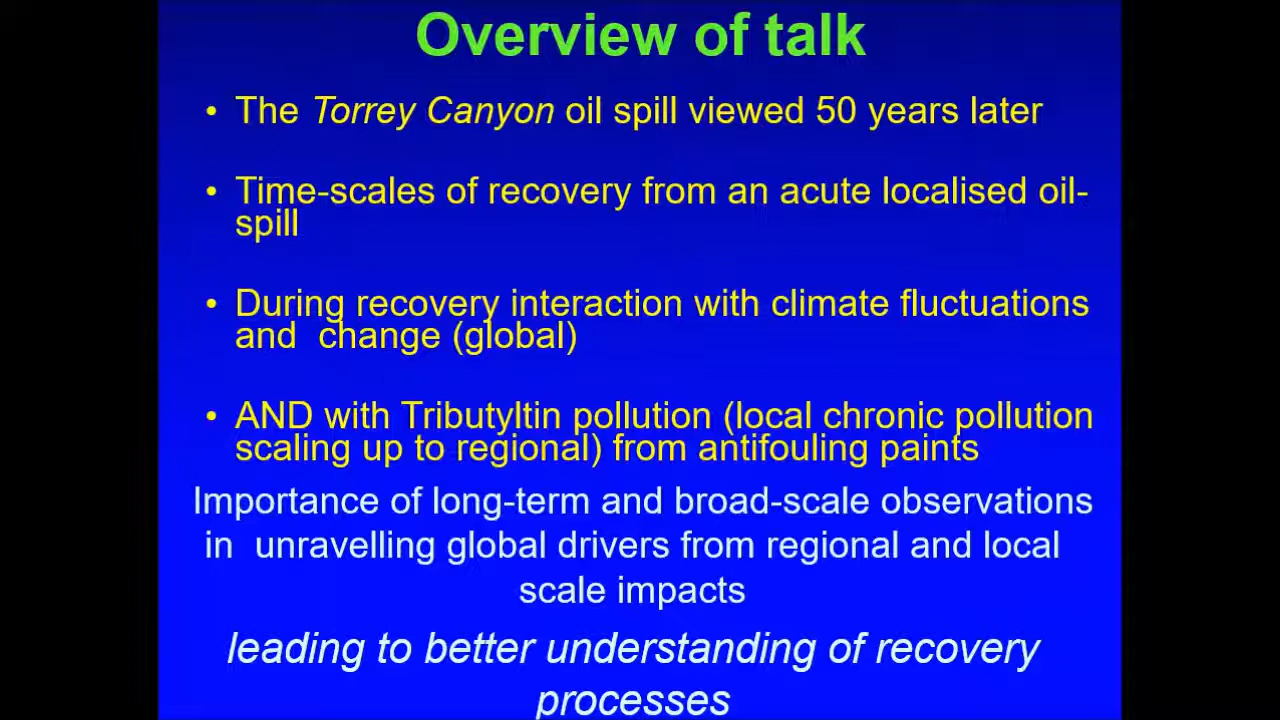 Overview of talk
• The Torrey Canyon oil spill viewed 50 years later
• Time-scales of recovery from an acute localised oil-
spill
• During recovery interaction with climate fluctuations
and  change (global)
• AND with Tributyltin pollution (local chronic pollution
scaling up to regional) from antifouling paints
Importance of long-term and broad-scale observations
in  unravelling global drivers from regional and local
scale impacts
leading to better understanding of recovery
processes